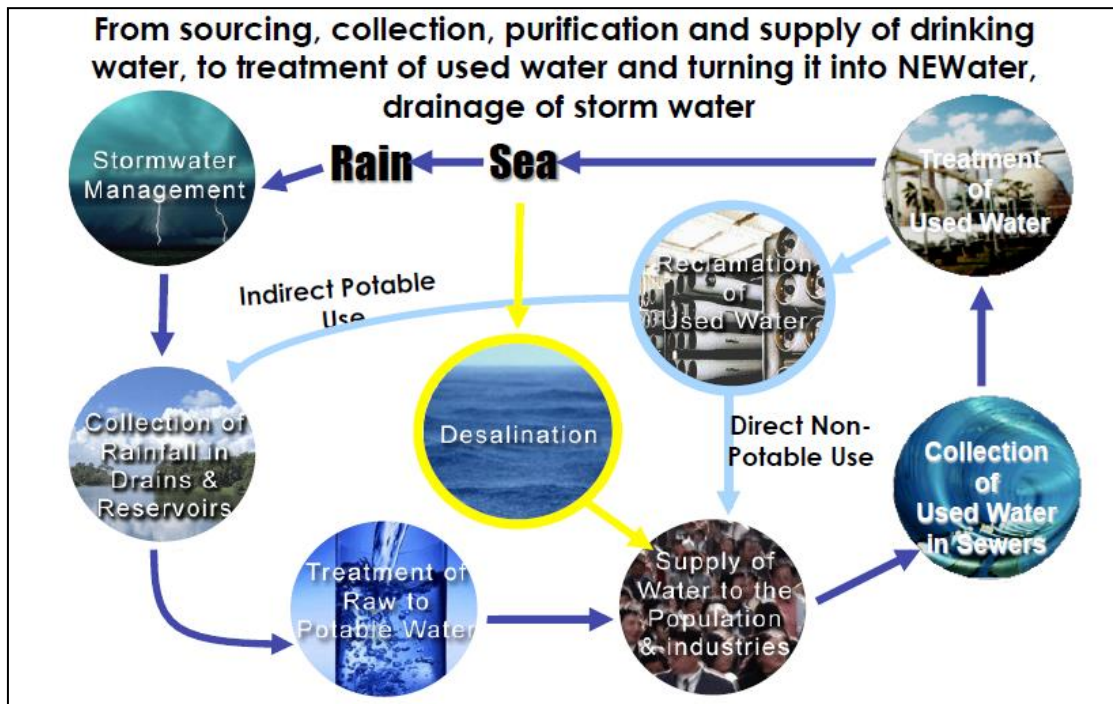 From sourcing, collection, purification and supply of drinking
water, to treatment of used water and turning it into NEWater,
drainage of storm water
Stormwater
Management
Rain
Sea
Treatment
of
Used Water
Reclamation
of
Used Water
Indirect Potable
Use
Collection of
Rainfall in
Drains &
Reservoirs
Desalination
Direct Non-
Potable Use
Collection
of
Used Water
in Sewers
Treatment of
Raw to
Potable Water
Supply of
Water to the
Population
& Industries